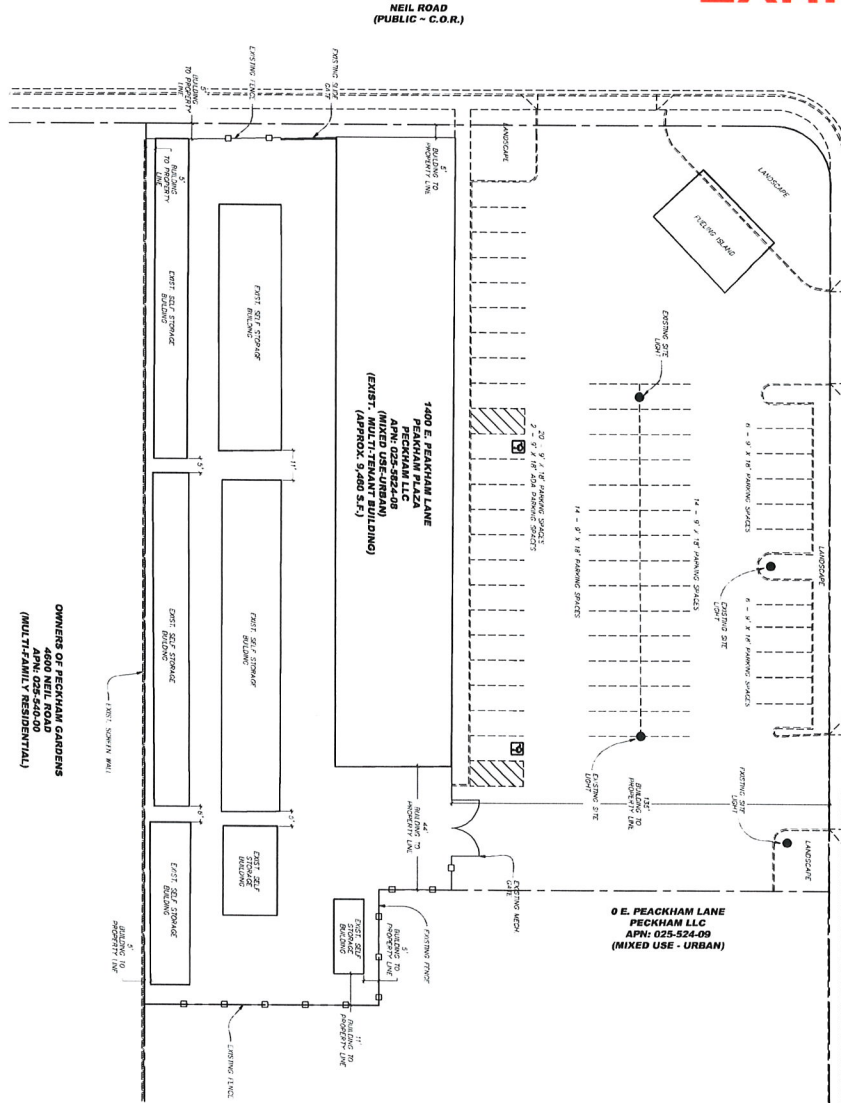 NEIL ROAD
(PUBLIC ~ C.O.R.)
5'
BUILDING
TO PROPERTY
LINE
EXISTING FENCE
EXISTING SLIDE
GATE
5'
BUILDING
TO PROPERTY
LINE
5'
BUILDING TO
PROPERTY LINE
LANDSCAPE
LANDSCAPE
FUELING ISLAND
EXIST. SELF STORAGE
BUILDING
EXIST. SELF STORAGE
BUILDING
EXISTING SITE
LIGHT
1400 E. PEAKHAM LANE
PEAKHAM PLAZA
PECKHAM LLC
APN: 025-5824-08
(MIXED USE-URBAN)
(EXIST. MULTI-TENANT BUILDING)
(APPROX. 9,480 S.F.)
20 - 9' X 18' PARKING SPACES
2 - 9' X 18' ADA PARKING SPACES
14 - 9' X 18' PARKING SPACES
14 - 9' X 18' PARKING SPACES
6 - 9' X 18' PARKING SPACES
LANDSCAPE
EXISTING SITE
LIGHT
6 - 9' X 18' PARKING SPACES
5'
11'
EXIST. SELF STORAGE
BUILDING
EXIST. SELF STORAGE
BUILDING
EXIST. SCREEN WALL
OWNERS OF PECKHAM GARDENS
4600 NEIL ROAD
APN: 025-540-00
(MULTI-FAMILY RESIDENTIAL)
EXISTING SITE
LIGHT
135'
BUILDING TO
PROPERTY LINE
EXISTING SITE
LIGHT
LANDSCAPE
44'
BUILDING TO
PROPERTY LINE
EXISTING MECH.
GATE
5'
EXIST. SELF STORAGE
BUILDING
EXIST. SELF
STORAGE
BUILDING
EXIST. SELF
STORAGE
BUILDING
5'
BUILDING TO
PROPERTY LINE
EXISTING FENCE
0 E. PEACKHAM LANE
PECKHAM LLC
APN: 025-524-09
(MIXED USE - URBAN)
5'
BUILDING TO
PROPERTY LINE
11'
BUILDING TO
PROPERTY LINE
EXISTING FENCE